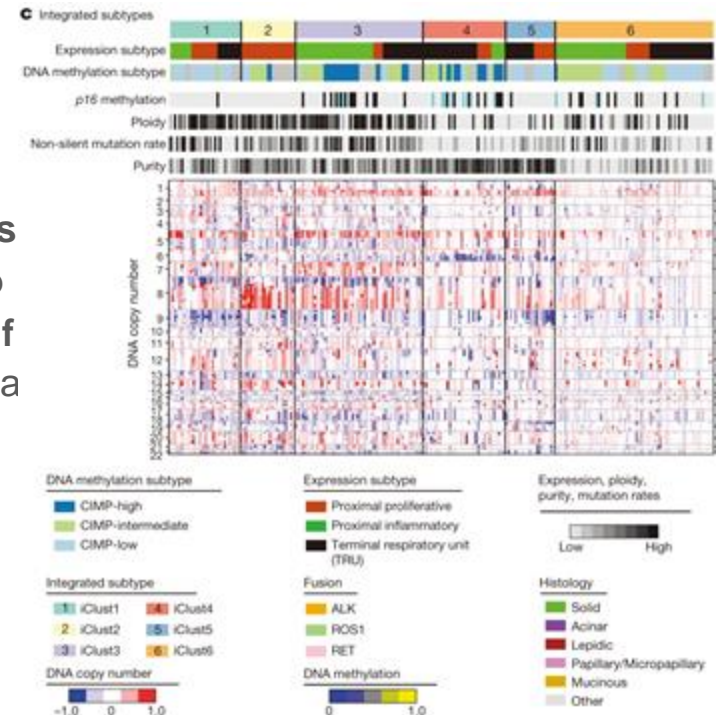 c Integrated subtypes
1 2 3 4 5 6
Expression subtype
DNA methylation subtype
p16 methylation
Ploidy
Non-silent mutation rate
Purity
s
f
a
DNA copy number
1
2
3
4
5
6
7
8
9
10
11
12
13
DNA methylation subtype
CIMP-high
CIMP-intermediate
CIMP-low
Expression subtype
Proximal proliferative
Proximal inflammatory
Terminal respiratory unit
(TRU)
Expression, ploidy,
purity, mutation rates
Low High
Integrated subtype
1 iClust1 4 iClust4
2 iClust2 5 iClust5
3 iClust3 6 iClust6
Fusion
ALK
ROS1
RET
Histology
Solid
Acinar
Lepidic
Papillary/Micropapillary
Mucinous
Other
DNA copy number
−1.0 0 1.0
DNA methylation
0 1.0